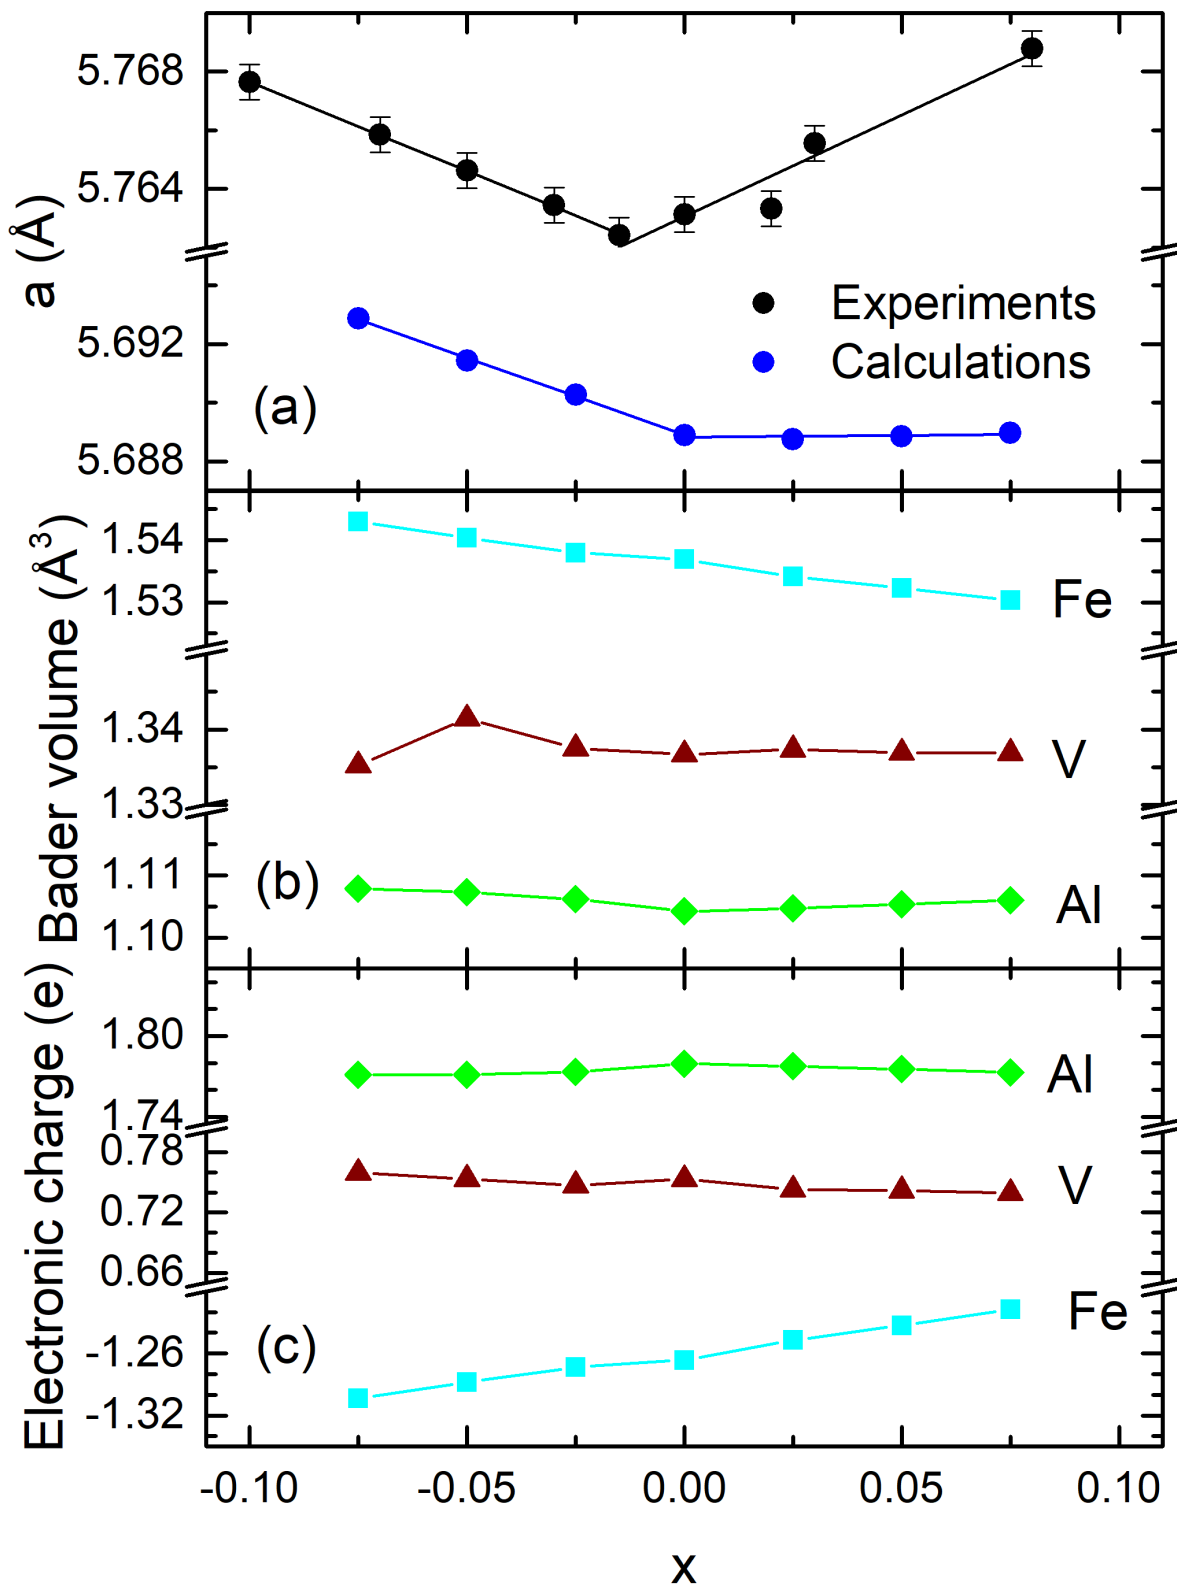 5.768
5.764
a (Å)
Experiments
5.692
Calculations
(a)
5.688
1.54
1.53
Fe
Bader volume (Å³)
1.34
V
1.33
1.11
(b)
Al
1.10
1.80
Al
1.74
0.78
V
0.72
Electronic charge (e)
0.66
Fe
-1.26
(c)
-1.32
-0.10 -0.05 0.00 0.05 0.10
x